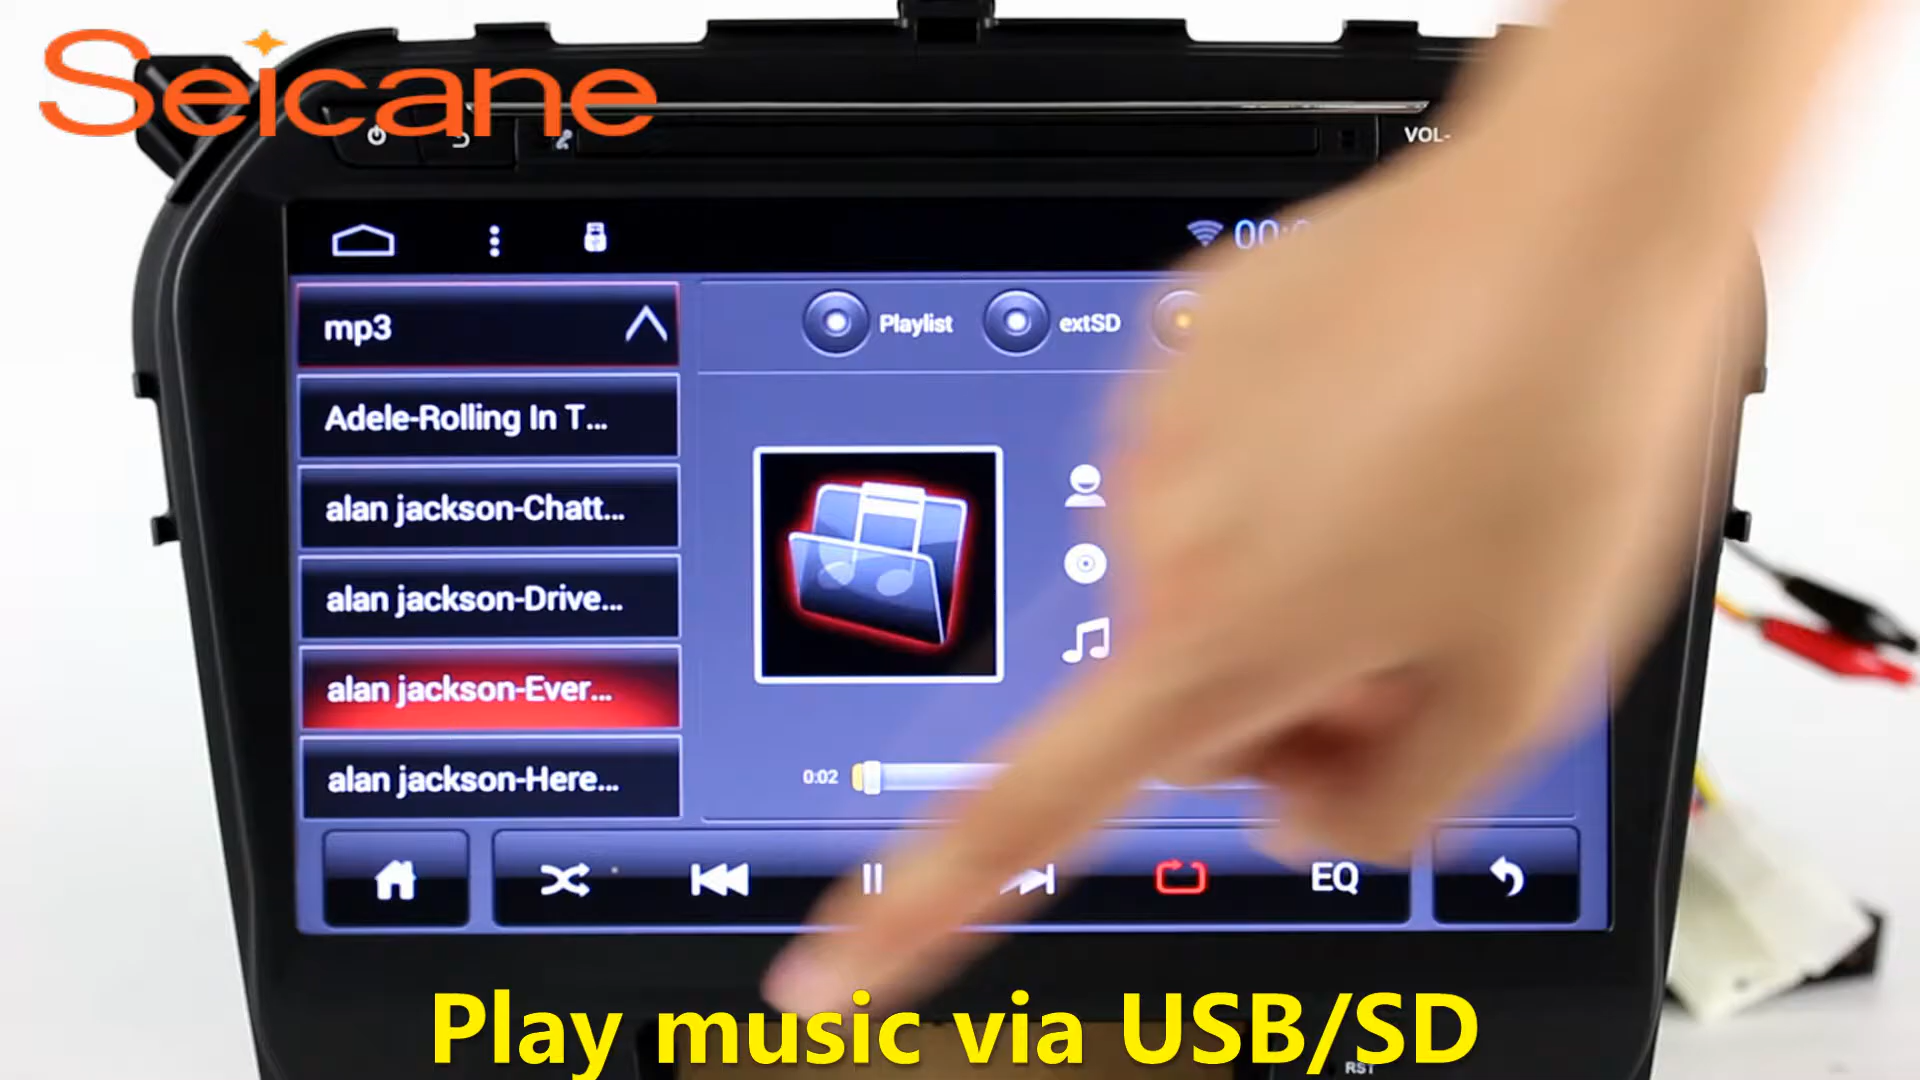 Seicane
VOL-
mp3
Playlist
extSD
Adele-Rolling In T...
alan jackson-Chatt...
alan jackson-Drive...
alan jackson-Ever...
alan jackson-Here...
0:02
EQ
Play music via USB/SD
RST